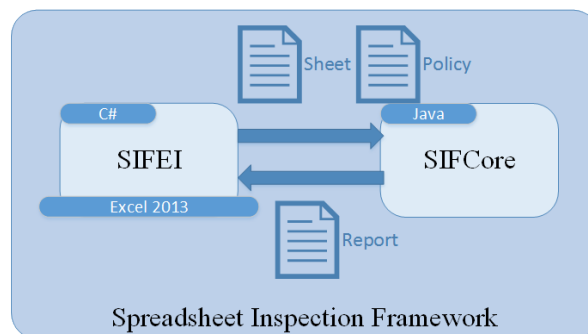 Sheet
Policy
C#
Java
SIFEI
SIFCore
Excel 2013
Report
Spreadsheet Inspection Framework